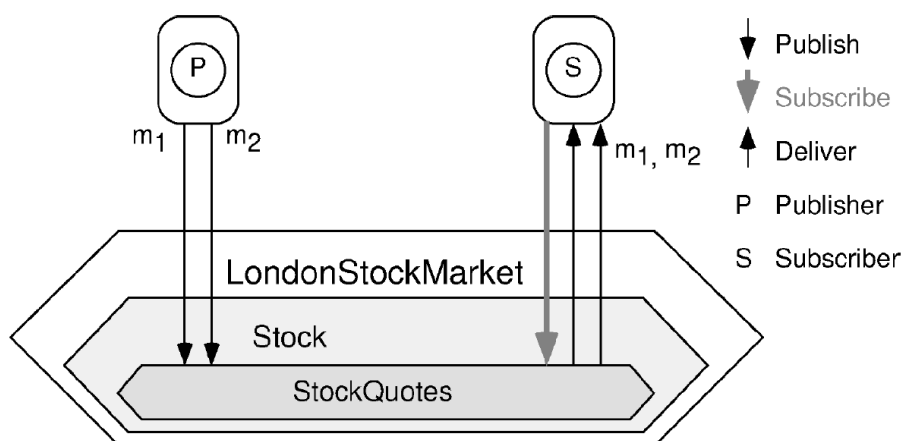 P
S
m1
m2
m1, m2
Publish
Subscribe
Deliver
P Publisher
S Subscriber
LondonStockMarket
Stock
StockQuotes